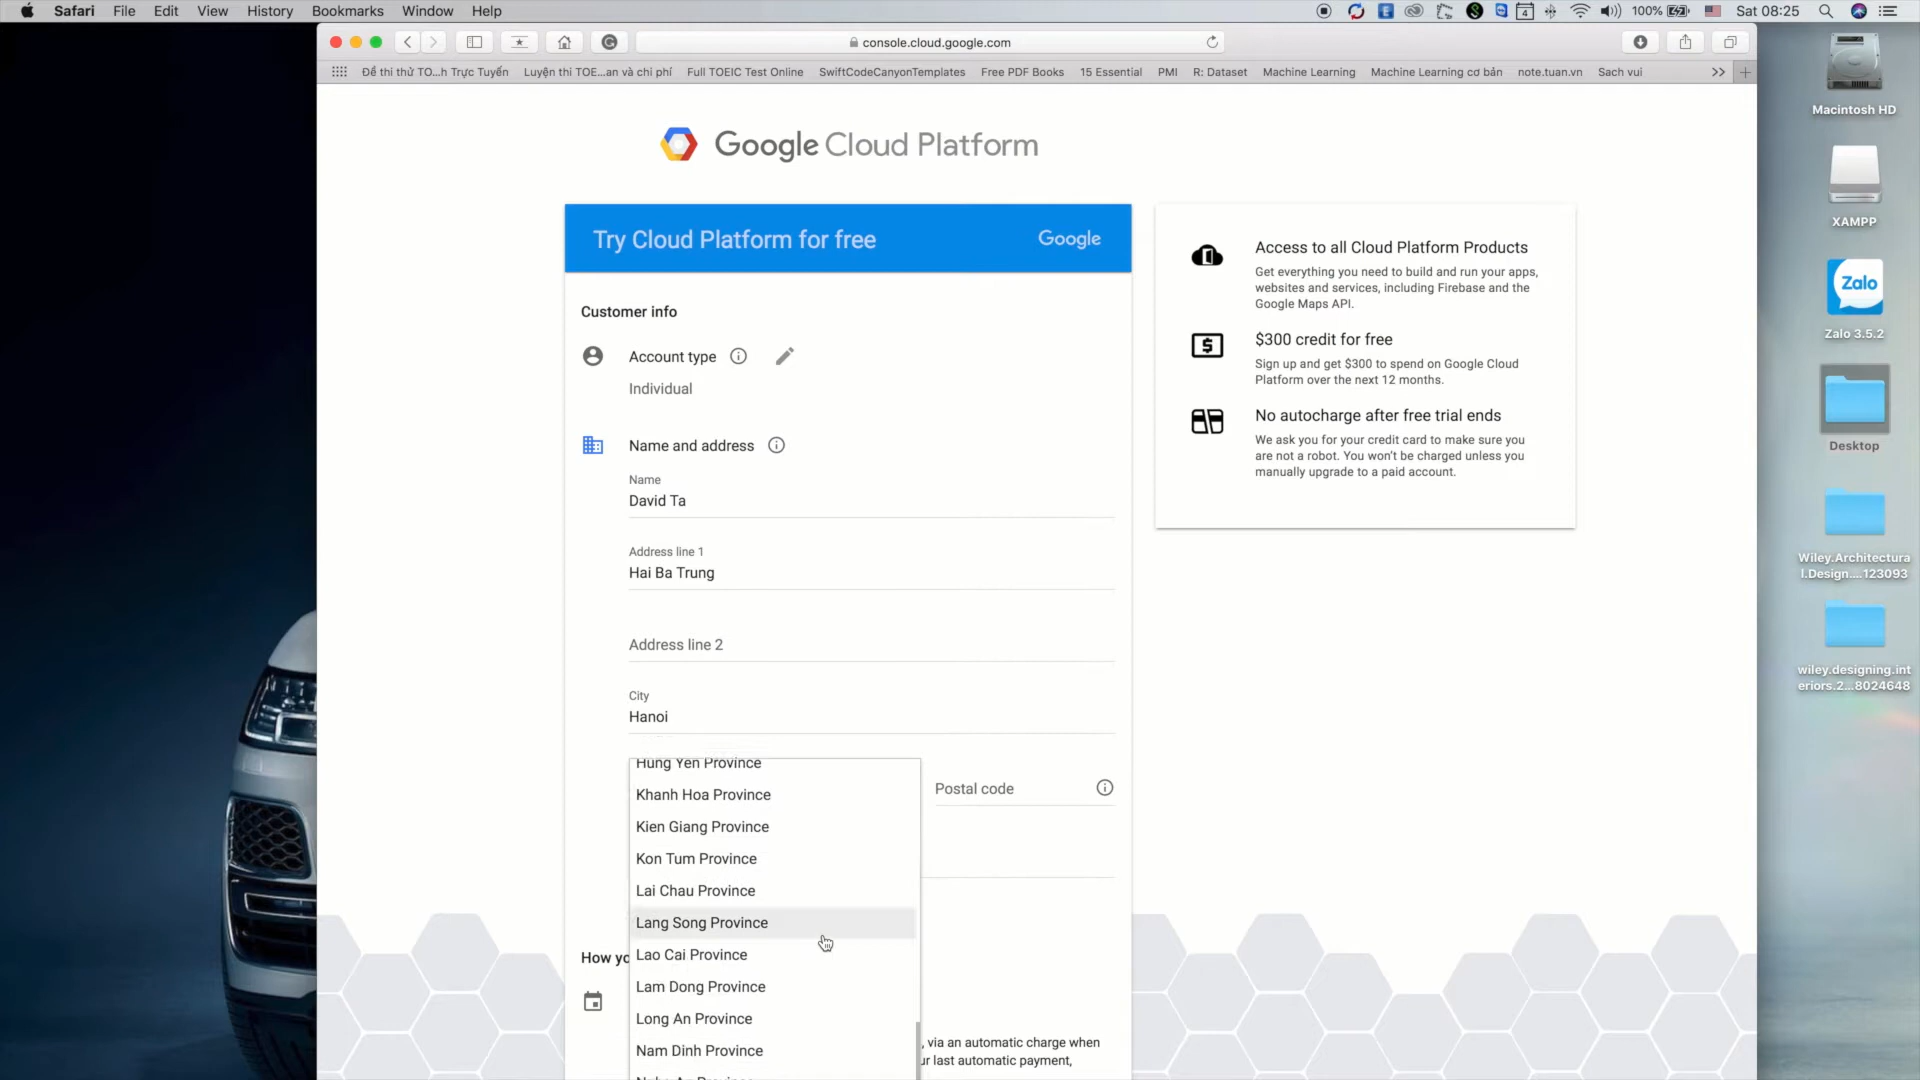 Safari File Edit View History Bookmarks Window Help
100% Sat 08:25
console.cloud.google.com
Đề thi thử TO...h Trực Tuyến Luyện thi TOE...an và chi phí Full TOEIC Test Online SwiftCodeCanyonTemplates Free PDF Books 15 Essential PMI R: Dataset Machine Learning Machine Learning cơ bản note.tuan.vn Sach vui
Google Cloud Platform
Try Cloud Platform for free
Google
Customer info
Account type
Individual
Name and address
Name
David Ta
Address line 1
Hai Ba Trung
Address line 2
City
Hanoi
Hung Yen Province
Khanh Hoa Province
Kien Giang Province
Kon Tum Province
Lai Chau Province
Lang Song Province
Lao Cai Province
Lam Dong Province
Long An Province
Nam Dinh Province
Postal code
How yo
, via an automatic charge when
ur last automatic payment,
Access to all Cloud Platform Products
Get everything you need to build and run your apps,
websites and services, including Firebase and the
Google Maps API.
$300 credit for free
Sign up and get $300 to spend on Google Cloud
Platform over the next 12 months.
No autocharge after free trial ends
We ask you for your credit card to make sure you
are not a robot. You won't be charged unless you
manually upgrade to a paid account.
Macintosh HD
XAMPP
Zalo
Zalo 3.5.2
Desktop
Wiley.Architectura
l.Design....123093
wiley.designing.int
eriors.2...8024648